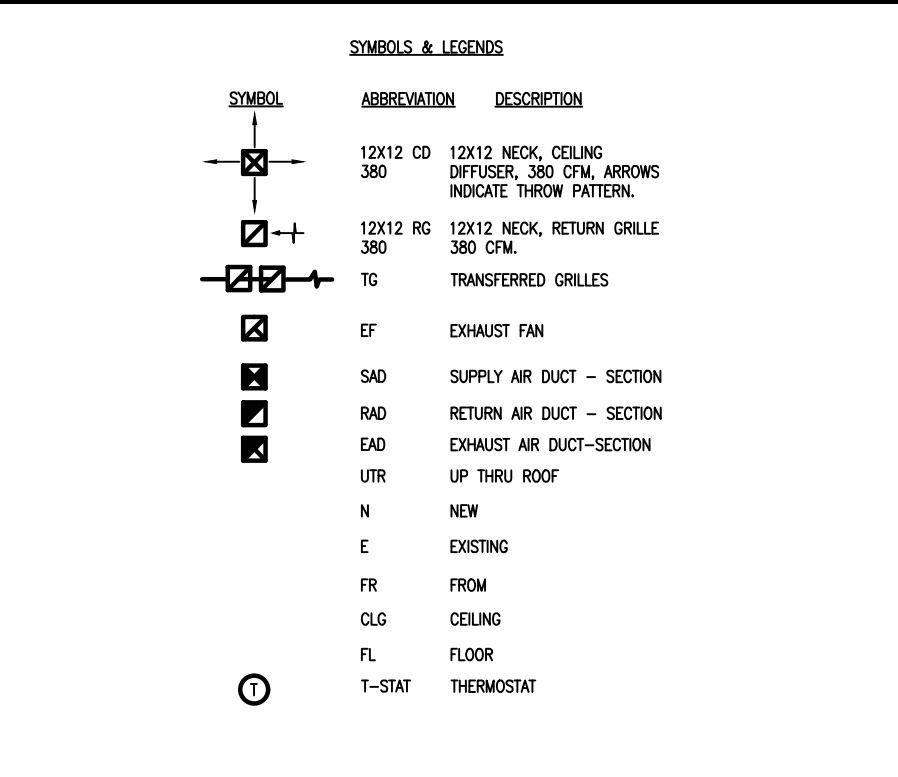 SYMBOLS & LEGENDS
SYMBOL ABBREVIATION DESCRIPTION
12X12 CD 12X12 NECK, CEILING
380 DIFFUSER, 380 CFM, ARROWS
INDICATE THROW PATTERN.
12X12 RG 12X12 NECK, RETURN GRILLE
380 380 CFM.
TG TRANSFERRED GRILLES
EF EXHAUST FAN
SAD SUPPLY AIR DUCT - SECTION
RAD RETURN AIR DUCT - SECTION
EAD EXHAUST AIR DUCT-SECTION
UTR UP THRU ROOF
N NEW
E EXISTING
FR FROM
CLG CEILING
FL FLOOR
T T-STAT THERMOSTAT